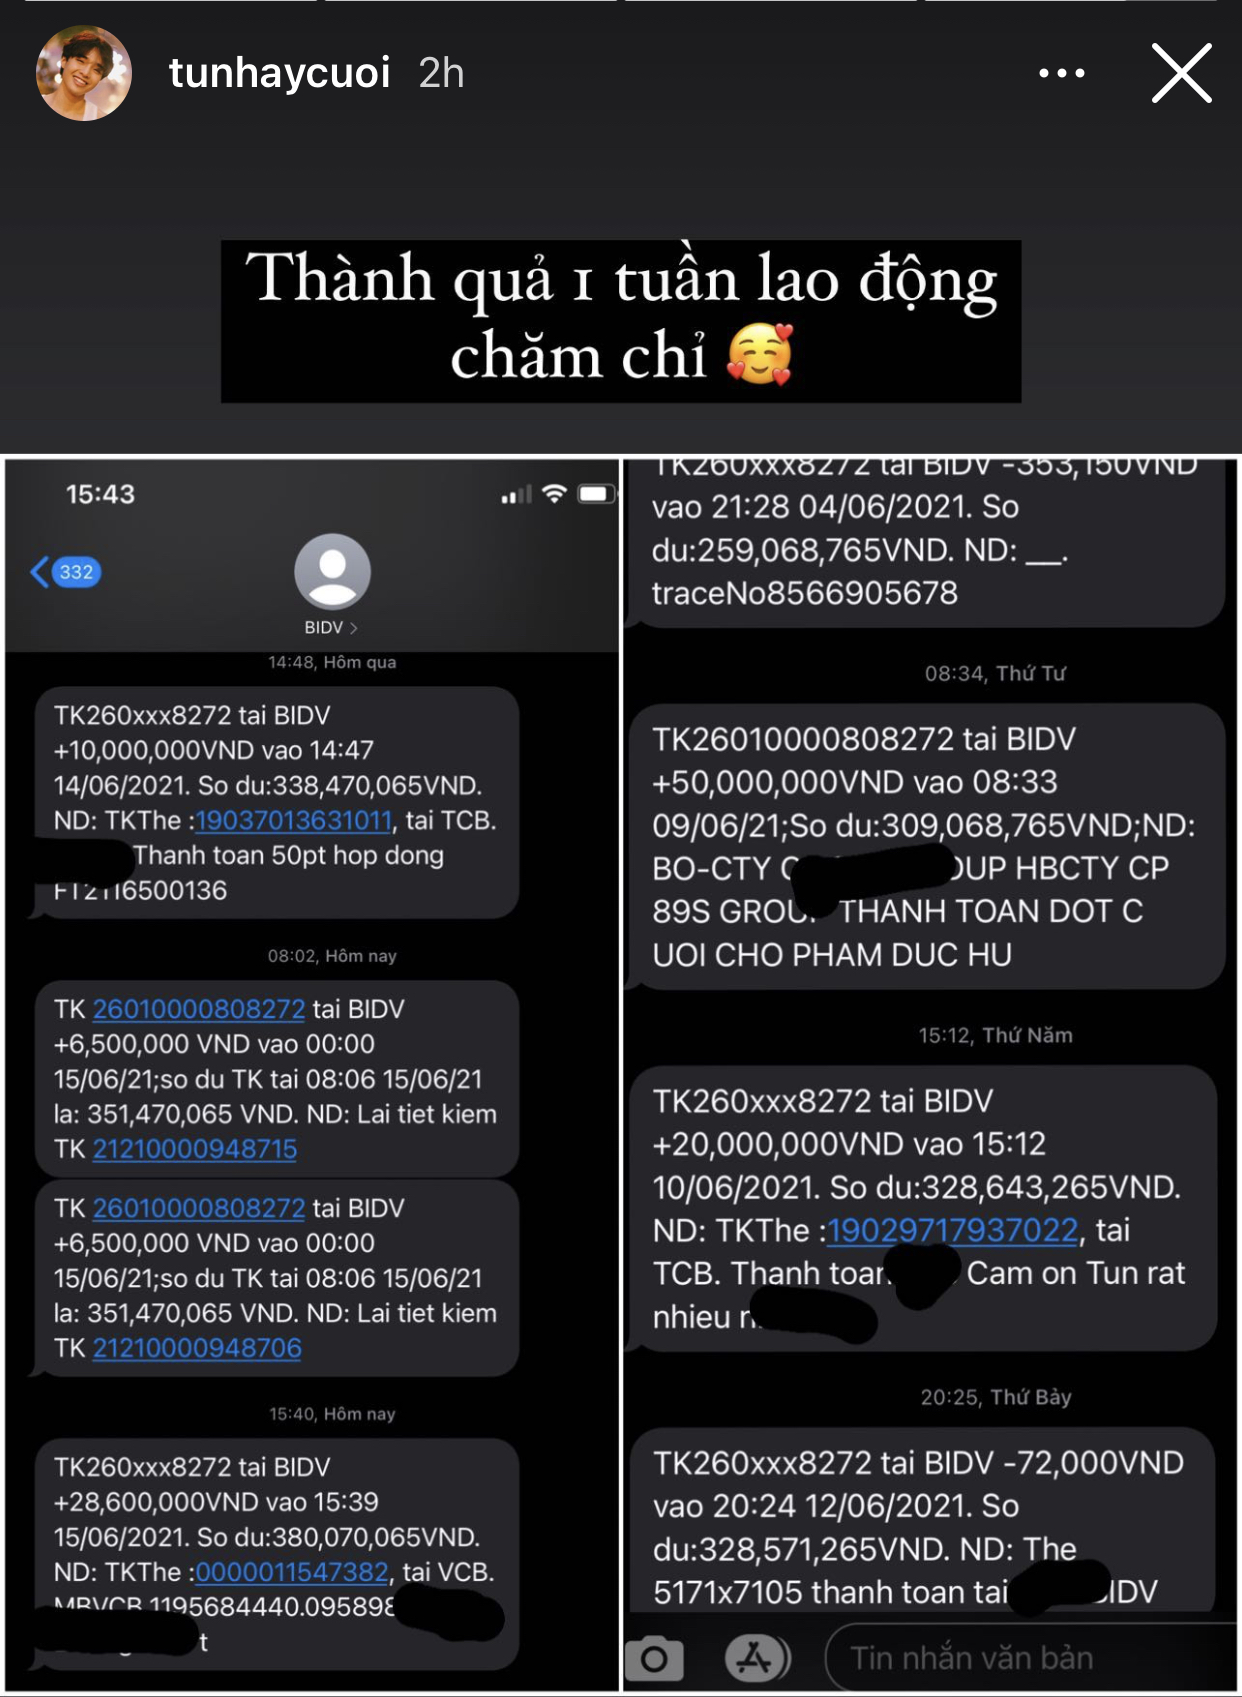 tunhaycuoi 2h
Thành quả 1 tuần lao động
chăm chỉ 🥰
15:43
332
BIDV >
14:48, Hôm qua
TK260xxx8272 tai BIDV
+10,000,000VND vao 14:47
14/06/2021. So du:338,470,065VND.
ND: TKThe :19037013631011, tai TCB.
Thanh toan 50pt hop dong
FT2116500136
08:02, Hôm nay
TK 26010000808272 tai BIDV
+6,500,000 VND vao 00:00
15/06/21;so du TK tai 08:06 15/06/21
la: 351,470,065 VND. ND: Lai tiet kiem
TK 21210000948715
TK 26010000808272 tai BIDV
+6,500,000 VND vao 00:00
15/06/21;so du TK tai 08:06 15/06/21
la: 351,470,065 VND. ND: Lai tiet kiem
TK 21210000948706
15:40, Hôm nay
TK260xxx8272 tai BIDV
+28,600,000VND vao 15:39
15/06/2021. So du:380,070,065VND.
ND: TKThe :0000011547382, tai VCB.
MBVCB.1195684440.095898
t
TK260xxx8272 tai BIDV -353,150VND
vao 21:28 04/06/2021. So
du:259,068,765VND. ND: __.
traceNo8566905678
08:34, Thứ Tư
TK26010000808272 tai BIDV
+50,000,000VND vao 08:33
09/06/21;So du:309,068,765VND;ND:
BO-CTY C OUP HBCTY CP
89S GROUP THANH TOAN DOT C
UOI CHO PHAM DUC HU
15:12, Thứ Năm
TK260xxx8272 tai BIDV
+20,000,000VND vao 15:12
10/06/2021. So du:328,643,265VND.
ND: TKThe :19029717937022, tai
TCB. Thanh toan Cam on Tun rat
nhieu
20:25, Thứ Bảy
TK260xxx8272 tai BIDV -72,000VND
vao 20:24 12/06/2021. So
du:328,571,265VND. ND: The
5171x7105 thanh toan tai BIDV
Tin nhắn văn bản